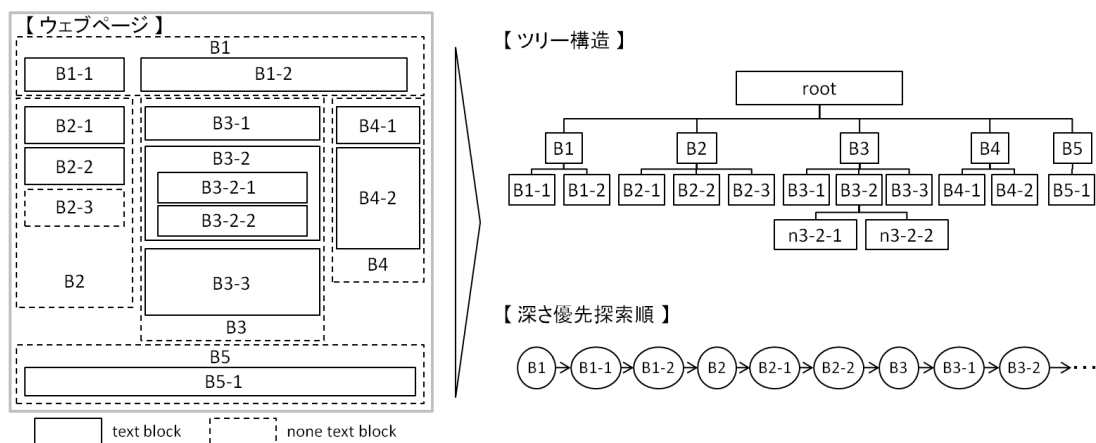 【 ウェブページ 】
B1
B1-1
B1-2
B2-1
B2-2
B2-3
B2
B3-1
B3-2
B3-2-1
B3-2-2
B3-3
B3
B4-1
B4-2
B4
B5
B5-1
text block
none text block
【 ツリー構造 】
root
B1 B2 B3 B4 B5
B1-1 B1-2 B2-1 B2-2 B2-3 B3-1 B3-2 B3-3 B4-1 B4-2 B5-1
n3-2-1 n3-2-2
【 深さ優先探索順 】
B1 B1-1 B1-2 B2 B2-1 B2-2 B3 B3-1 B3-2 ・・・